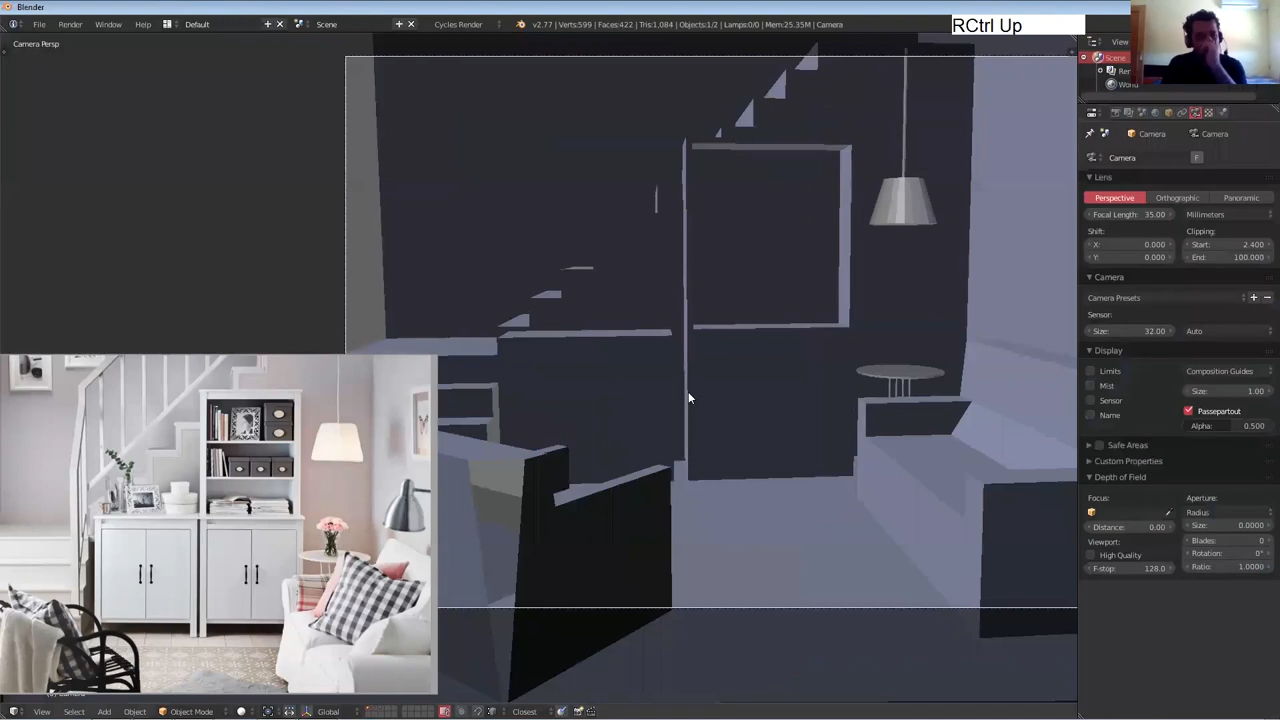 Blender
File
Render
Window
Help
Default
Scene
Cycles Render
v2.77 | Verts:599 | Faces:422 | Tris:1,084 | Objects:1/2 | Lamps:0/0 | Mem:25.35M | Camera
RCtrl Up
Camera Persp
View
Scene
Ren
World
Camera
Camera
Camera
F
Lens
Perspective
Orthographic
Panoramic
Focal Length: 35.00
Millimeters
Shift:
Clipping:
X: 0.000
Start: 2.400
Y: 0.000
End: 100.000
Camera
Camera Presets
Sensor:
Size: 32.00
Auto
Display
Limits
Composition Guides
Mist
Size: 1.00
Sensor
Passepartout
Name
Alpha: 0.500
Safe Areas
Custom Properties
Depth of Field
Focus:
Aperture:
Radius
Distance: 0.00
Size: 0.0000
Viewport:
Blades: 0
High Quality
Rotation: 0°
F-stop: 128.0
Ratio: 1.0000
View
Select
Add
Object
Object Mode
Global
Closest